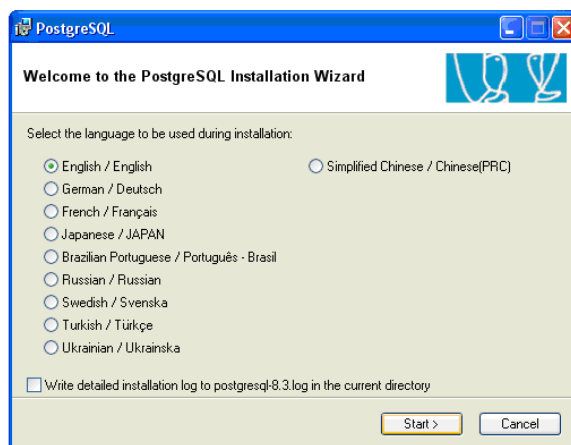 PostgreSQL
Welcome to the PostgreSQL Installation Wizard
Select the language to be used during installation:
English / English
Simplified Chinese / Chinese(PRC)
German / Deutsch
French / Français
Japanese / JAPAN
Brazilian Portuguese / Português - Brasil
Russian / Russian
Swedish / Svenska
Turkish / Türkçe
Ukrainian / Ukrainska
Write detailed installation log to postgresql-8.3.log in the current directory
Start >
Cancel